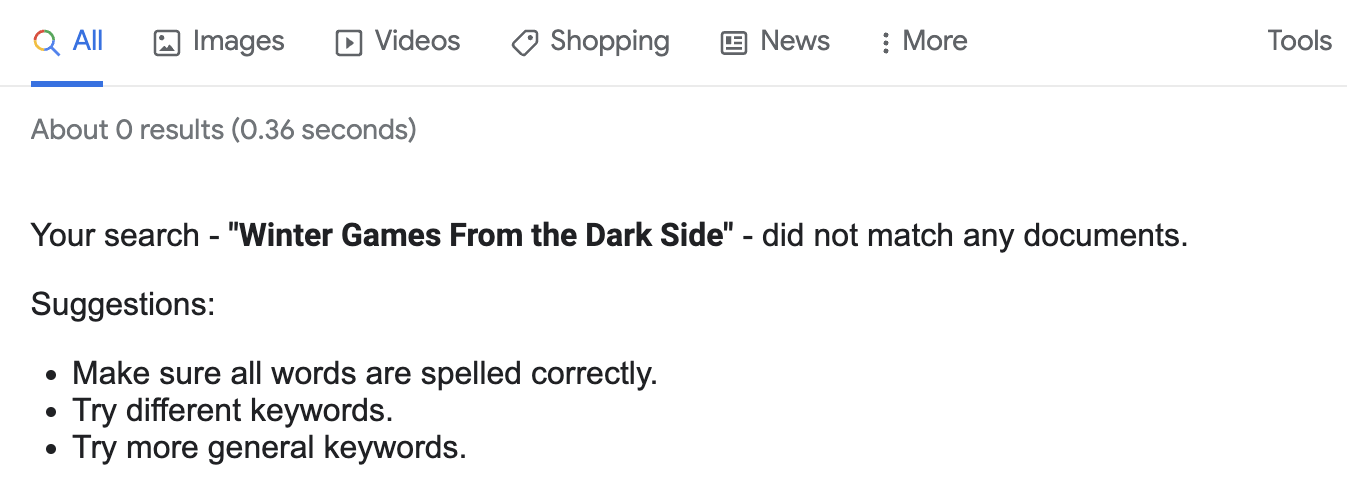 All Images Videos Shopping News More Tools
About 0 results (0.36 seconds)
Your search - "Winter Games From the Dark Side" - did not match any documents.
Suggestions:
• Make sure all words are spelled correctly.
• Try different keywords.
• Try more general keywords.